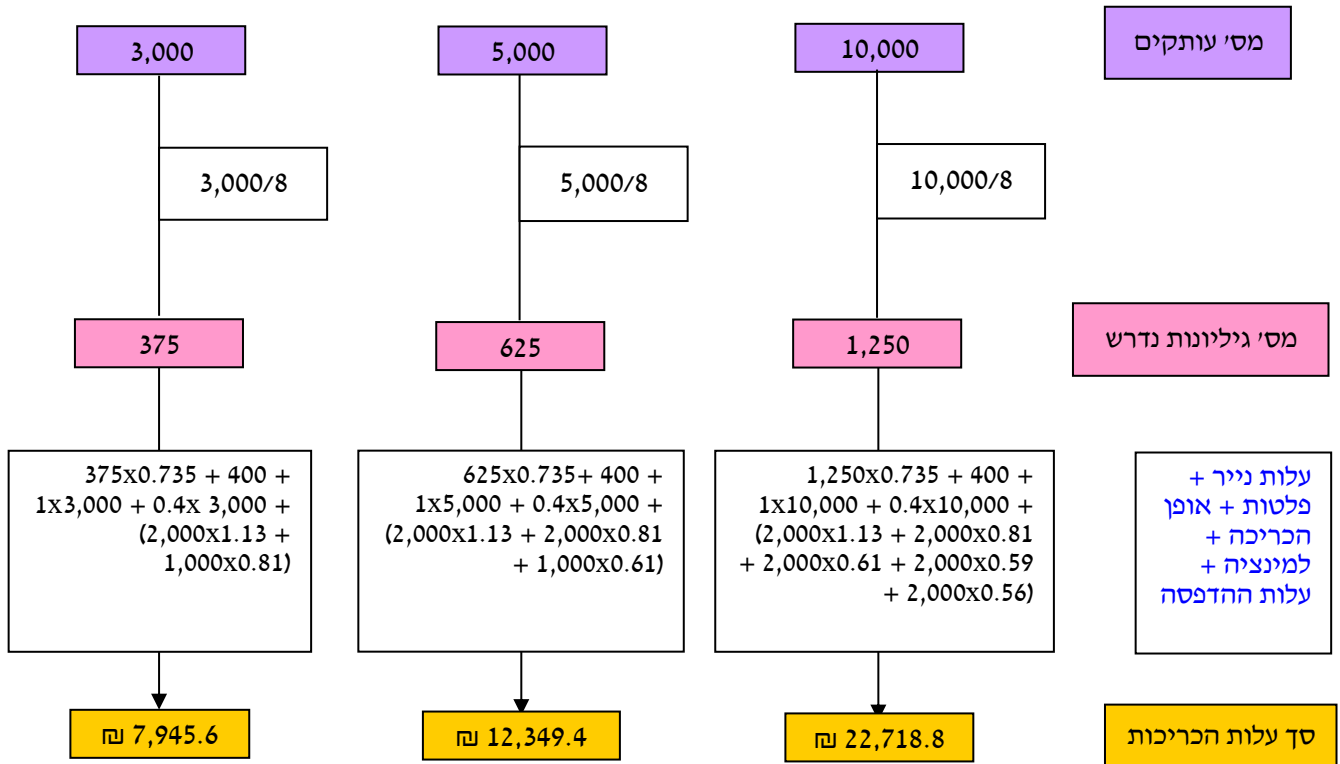 מס׳ עותקים
10,000
5,000
3,000
10,000/8
5,000/8
3,000/8
מס׳ גיליונות נדרש
1,250
625
375
עלות נייר +
פלטות + אופן
הכריכה +
למינציה +
עלות ההדפסה
1,250x0.735 + 400 +
1x10,000 + 0.4x10,000 +
(2,000x1.13 + 2,000x0.81
+ 2,000x0.61 + 2,000x0.59
+ 2,000x0.56)
625x0.735+ 400 +
1x5,000 + 0.4x5,000 +
(2,000x1.13 + 2,000x0.81
+ 1,000x0.61)
375x0.735 + 400 +
1x3,000 + 0.4x 3,000 +
(2,000x1.13 +
1,000x0.81)
סך עלות הכריכות
22,718.8 ₪
12,349.4 ₪
7,945.6 ₪